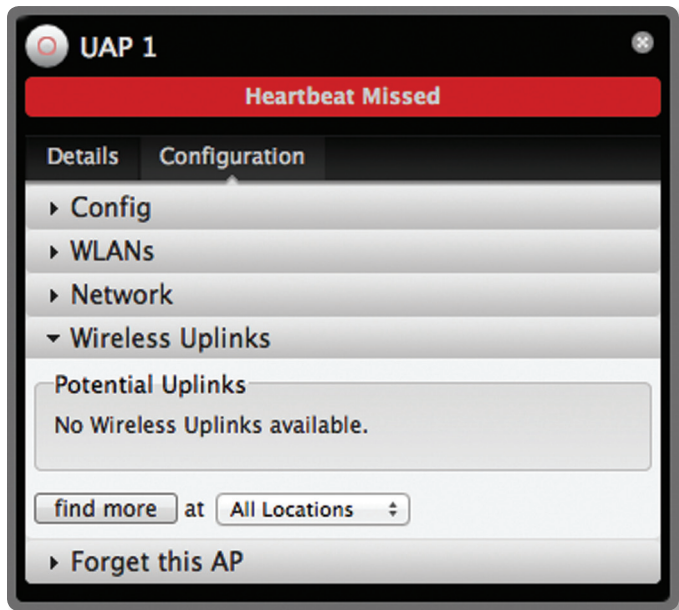 UAP 1
Heartbeat Missed
Details Configuration
Config
WLANs
Network
Wireless Uplinks
Potential Uplinks
No Wireless Uplinks available.
find more at All Locations
Forget this AP